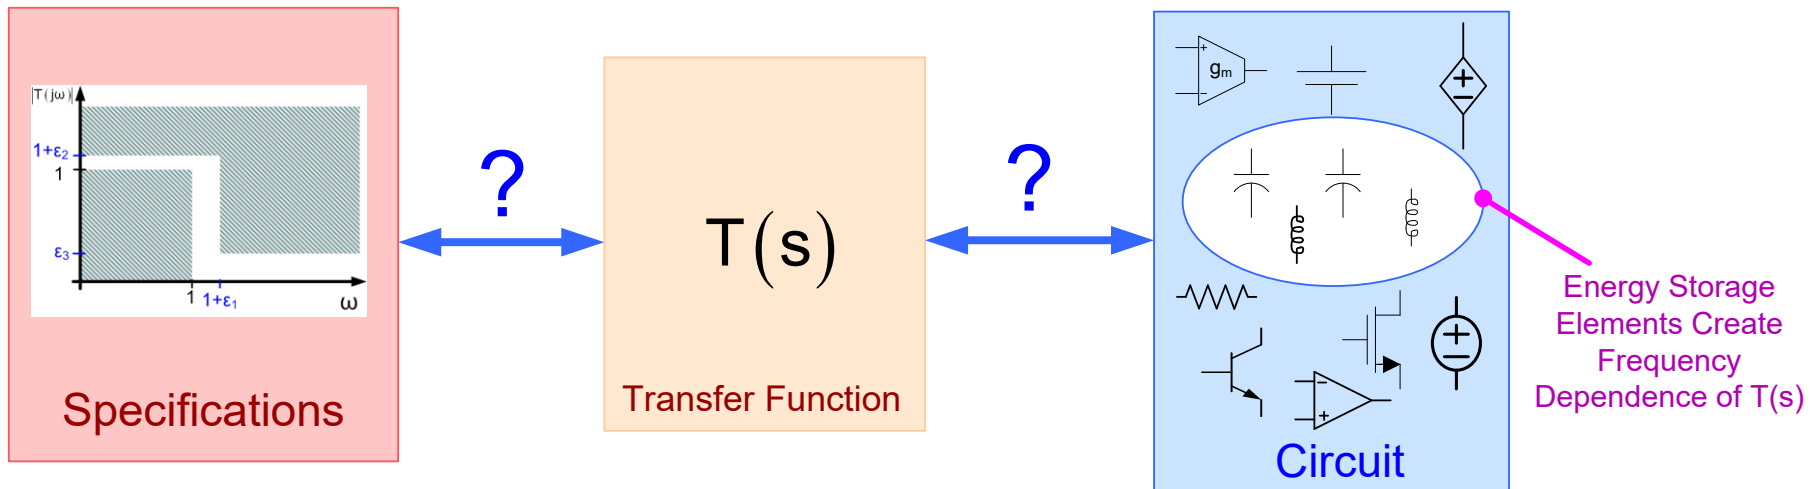 |T(jω)|
1+ε₂
1
ε₃
1
1+ε₁
ω
Specifications
?
T(s)
Transfer Function
?
+
−
gₘ
+
−
+
−
−
+
Circuit
Energy Storage
Elements Create
Frequency
Dependence of T(s)